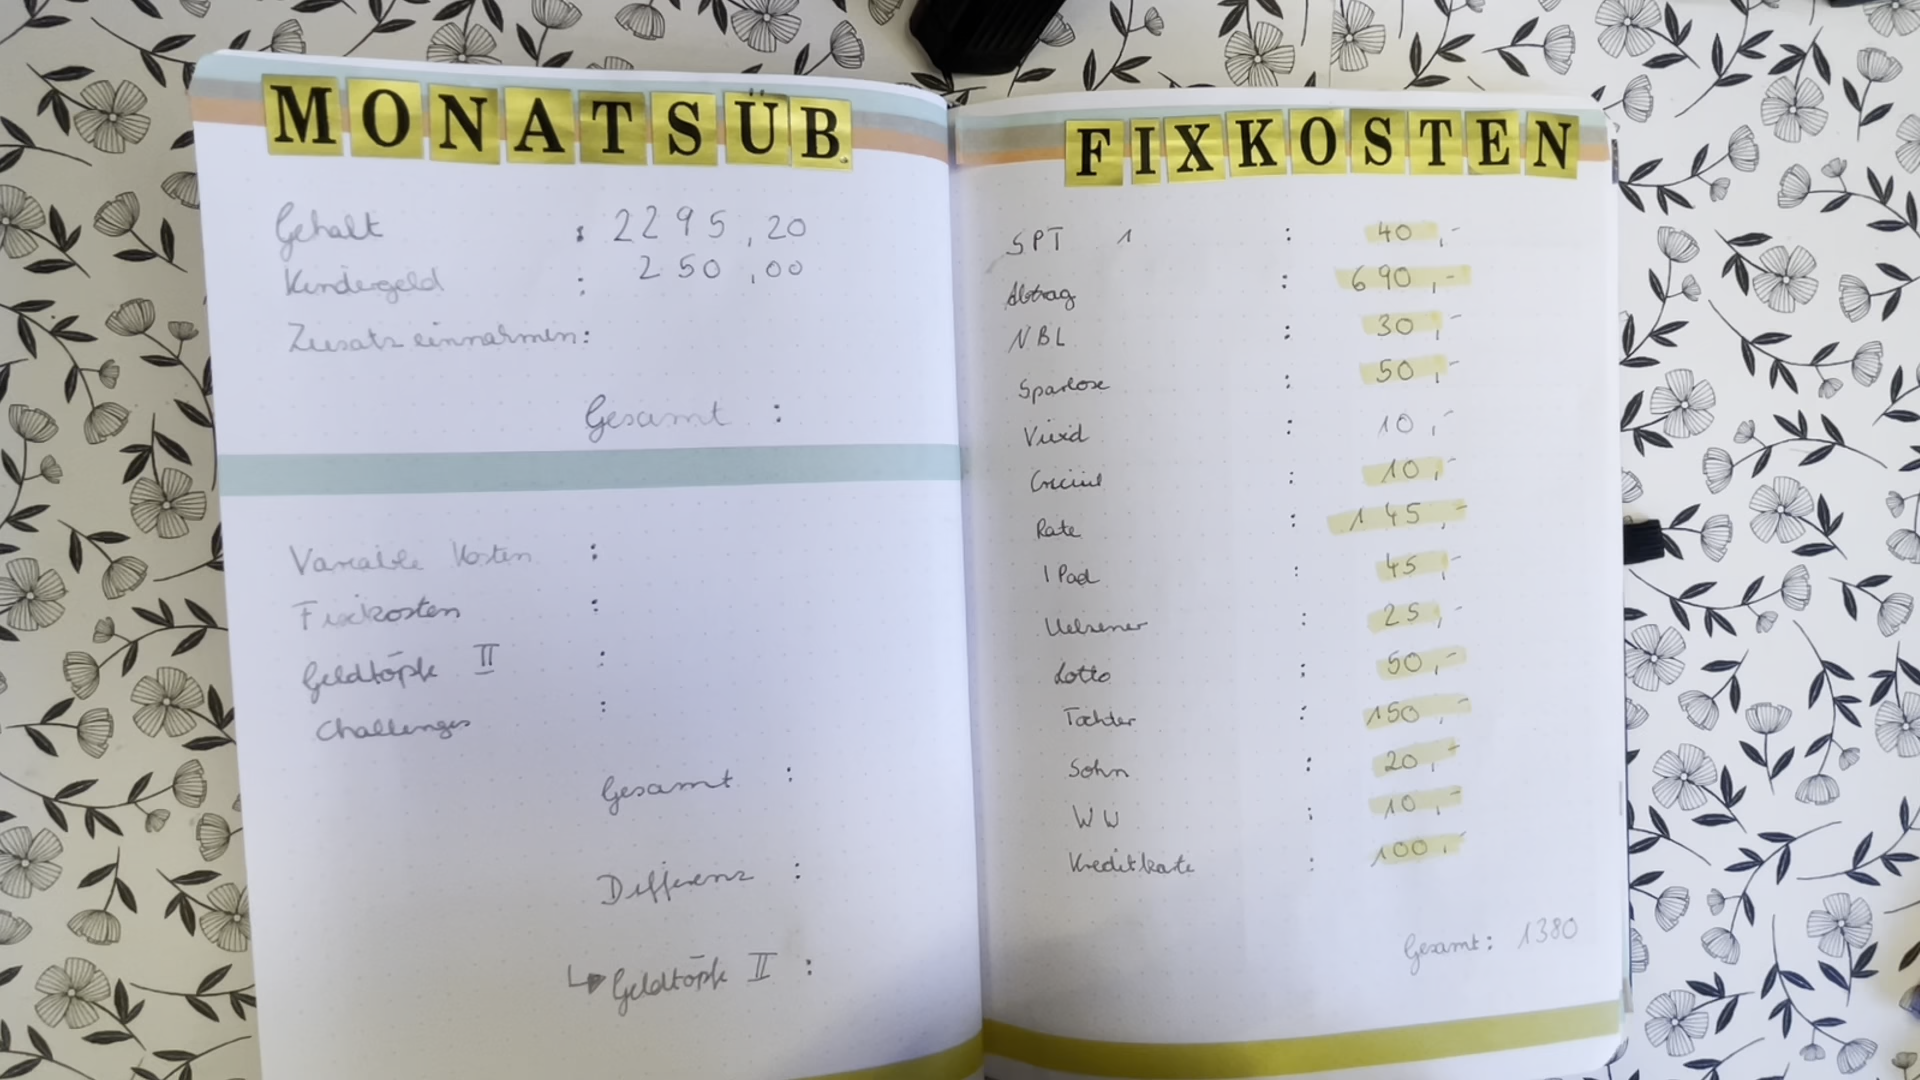 MONATSÜB.
Gehalt : 2295,20
Kindergeld : 250,00
Zusatzeinnahmen:
Gesamt :
Variable Kosten :
Fixkosten :
Geldtöpfe II :
Challenges :
Gesamt :
Differenz :
↳ Geldtöpfe II :
FIXKOSTEN
SPT 1 : 40,-
Abtrag : 690,-
NBL : 30,-
Sparlose : 50,-
: 10,-
: 10,-
Rate : 145,-
IPad : 45,-
Uelzener : 25,-
Lotto : 50,-
Tochter : 150,-
Sohn : 20,-
WW : 10,-
Kreditkarte : 100,-
Gesamt: 1380